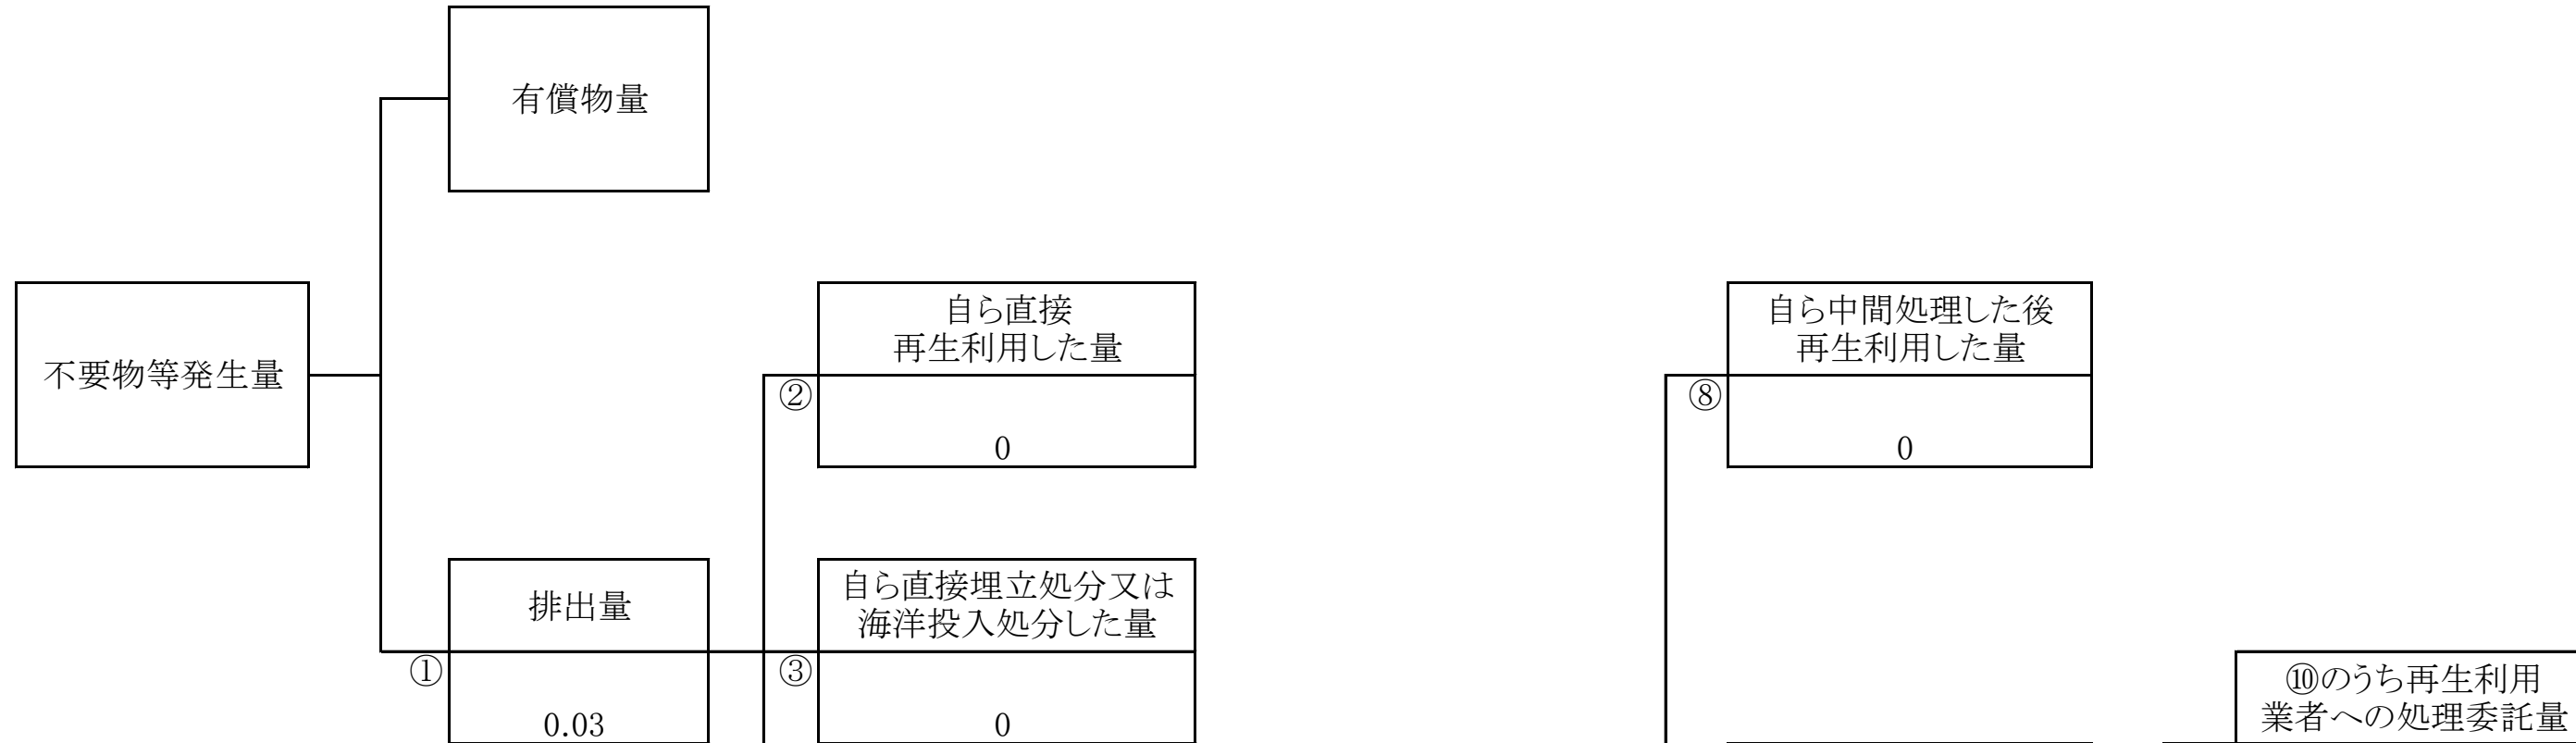 有償物量
不要物等発生量
自ら直接
再生利用した量
②
0
自ら中間処理した後
再生利用した量
⑧
0
排出量
①
0.03
自ら直接埋立処分又は
海洋投入処分した量
③
0
⑩のうち再生利用
業者への処理委託量